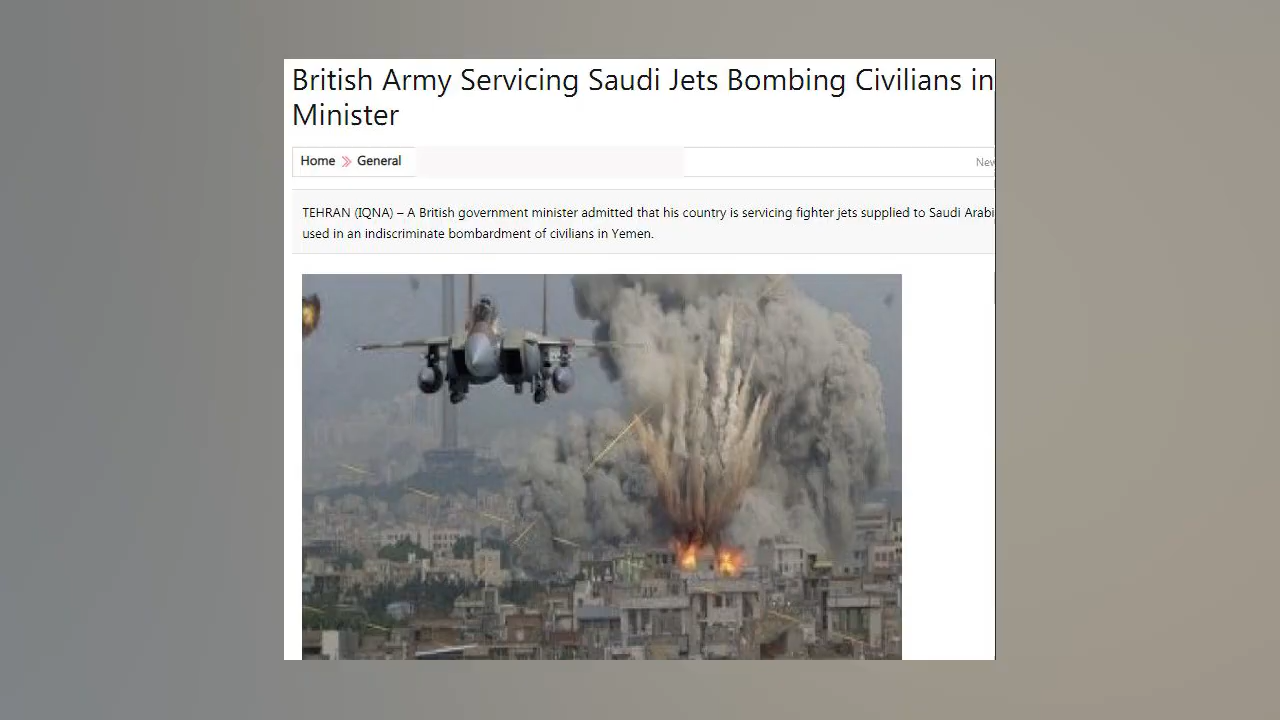 British Army Servicing Saudi Jets Bombing Civilians in
Minister
Home General
TEHRAN (IQNA) – A British government minister admitted that his country is servicing fighter jets supplied to Saudi Arabi
used in an indiscriminate bombardment of civilians in Yemen.